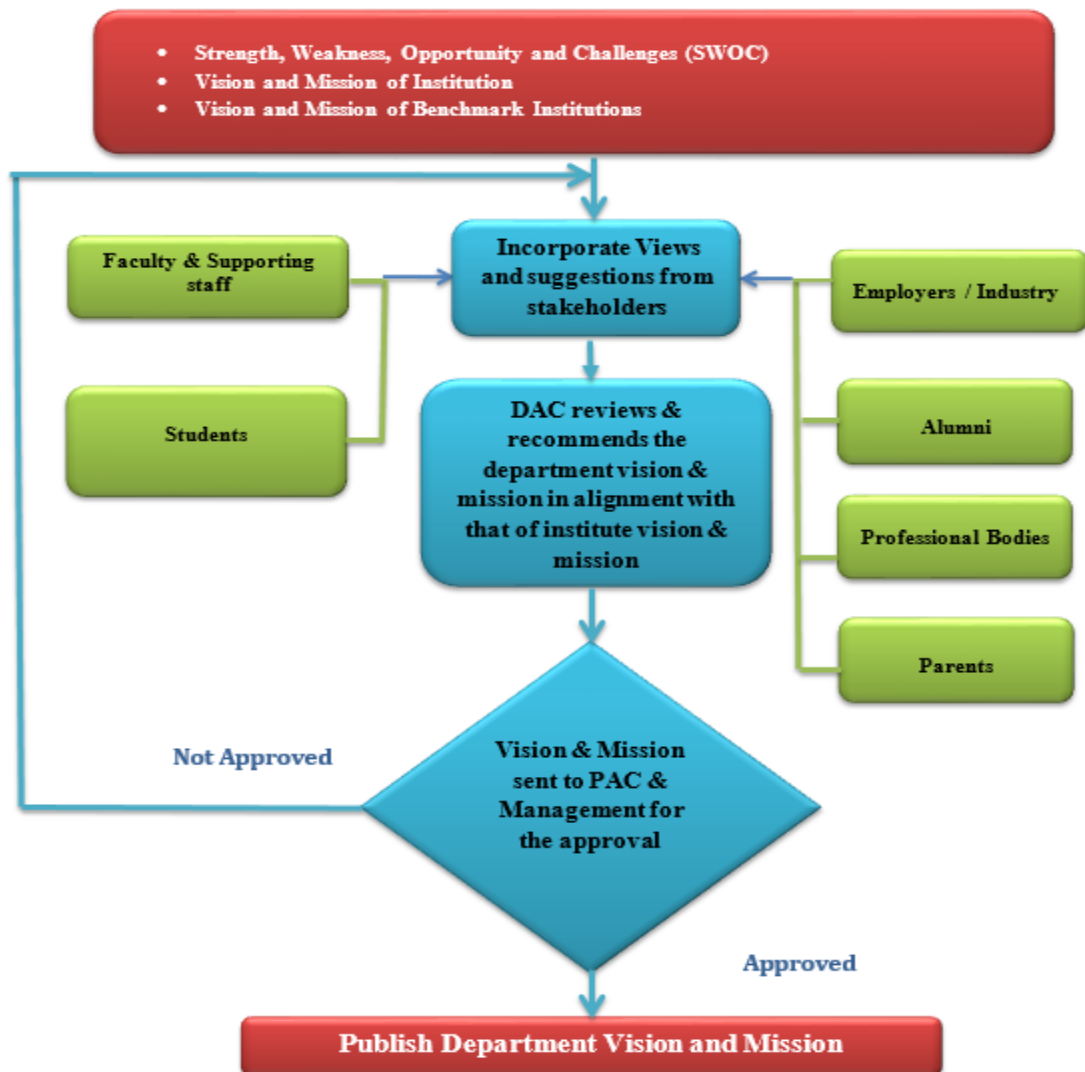 • Strength, Weakness, Opportunity and Challenges (SWOC)
• Vision and Mission of Institution
• Vision and Mission of Benchmark Institutions
Incorporate Views
and suggestions from
stakeholders
Faculty & Supporting
staff
Students
Employers / Industry
Alumni
Professional Bodies
Parents
DAC reviews &
recommends the
department vision &
mission in alignment with
that of institute vision &
mission
Vision & Mission
sent to PAC &
Management for
the approval
Not Approved
Approved
Publish Department Vision and Mission